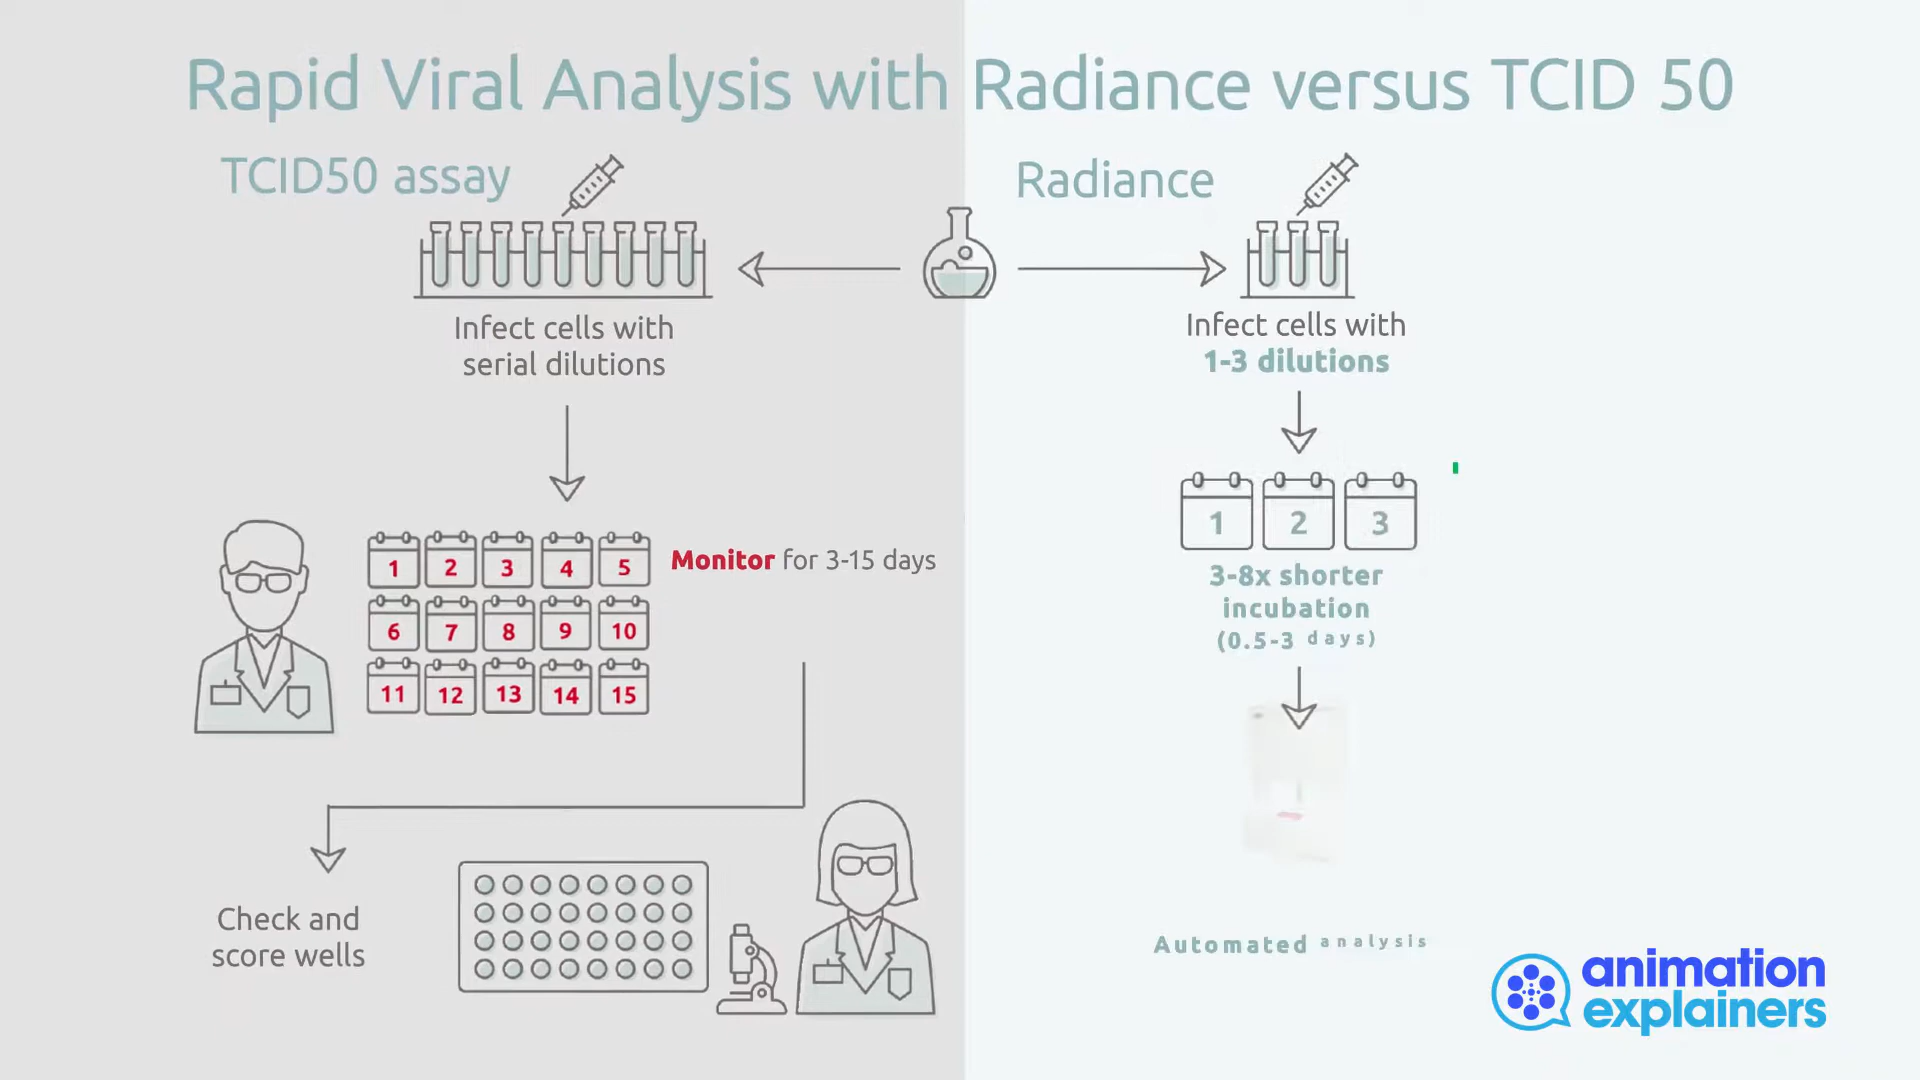 Rapid Viral Analysis with Radiance versus TCID 50
TCID50 assay
Infect cells with
serial dilutions
1 2 3 4 5
6 7 8 9 10
11 12 13 14 15
Monitor for 3-15 days
Check and
score wells
Radiance
Infect cells with
1-3 dilutions
1 2 3
3-8x shorter
incubation
(0.5-3 days)
Automated analysis
animation
explainers